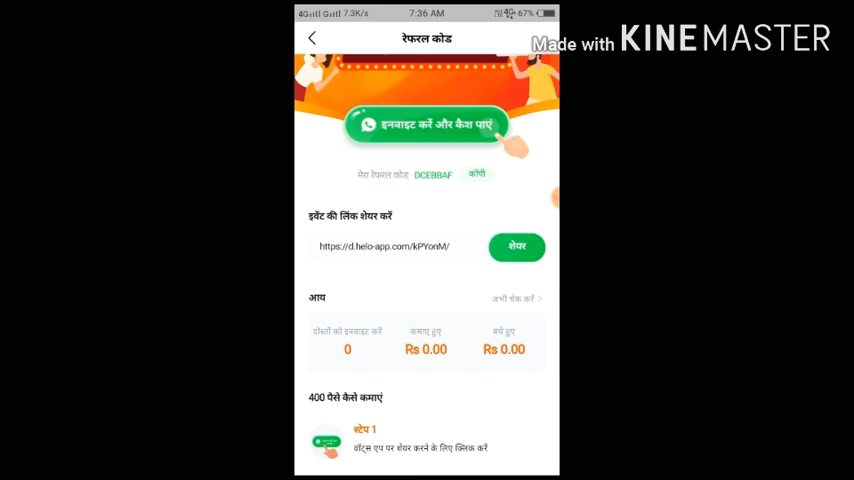 4G 7.3K/s 7:36 AM 4G 67%
रेफरल कोड
Made with KINEMASTER
इनवाइट करें और कैश पाएं
मेरा रेफरल कोड: DCEBBAF कॉपी
इवेंट की लिंक शेयर करें
https://d.helo-app.com/kPYonM/ शेयर
आय अभी चेक करें >
दोस्तों को इनवाइट करें कमाए हुए बचे हुए
0 Rs 0.00 Rs 0.00
400 पैसे कैसे कमाएं
स्टेप 1
वॉट्स एप पर शेयर करने के लिए क्लिक करें